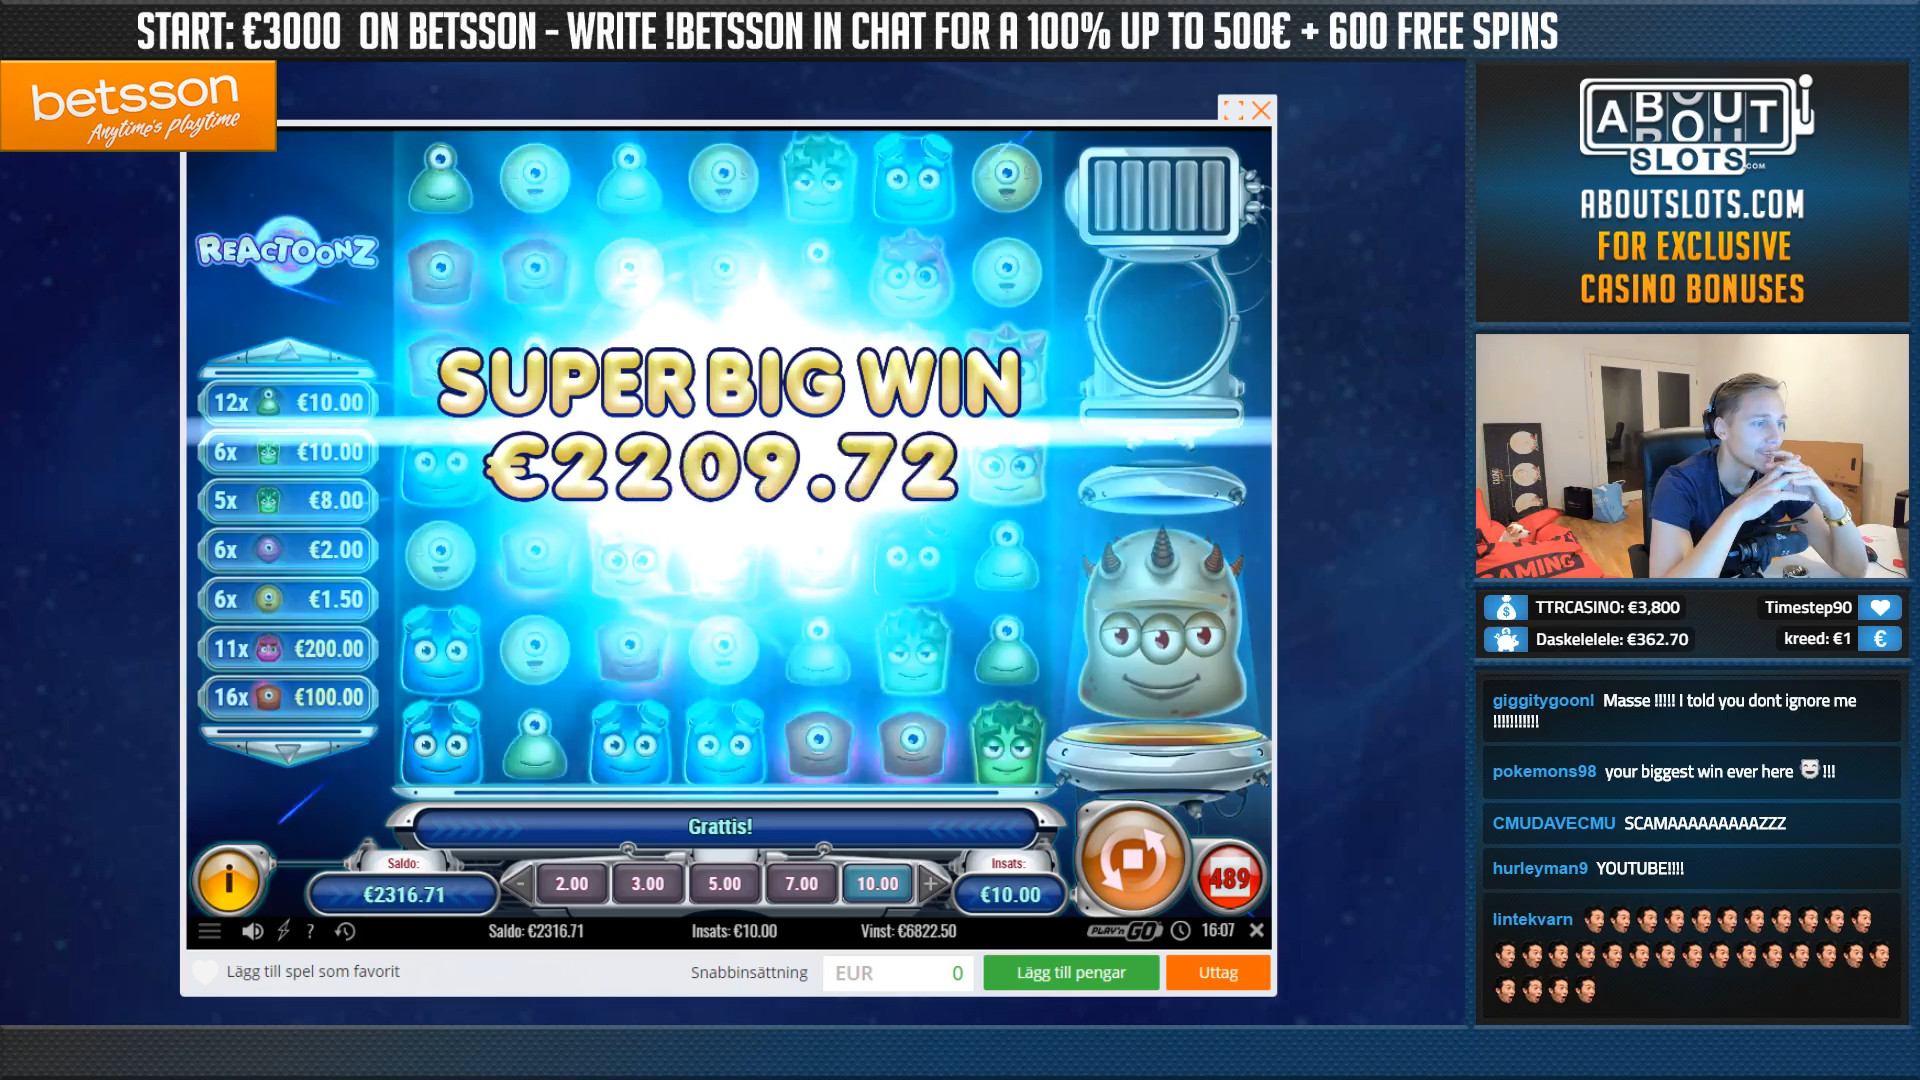 START: €3000 ON BETSSON - WRITE !BETSSON IN CHAT FOR A 100% UP TO 500€ + 600 FREE SPINS
betsson
Anytime's Playtime
REACTOONZ
12x €10.00
6x €10.00
5x €8.00
6x €2.00
6x €1.50
11x €200.00
16x €100.00
SUPER BIG WIN
€2209.72
Grattis!
Saldo:
€2316.71
- 2.00 3.00 5.00 7.00 10.00 +
Insats:
€10.00
489
Saldo: €2316.71 Insats: €10.00 Vinst: €6822.50 PLAY'n GO 16:07
Lägg till spel som favorit Snabbinsättning EUR 0 Lägg till pengar Uttag
ABOUT
SLOTS.COM
ABOUTSLOTS.COM
FOR EXCLUSIVE
CASINO BONUSES
GAMING
TTRCASINO: €3,800 Timestep90
Daskelelele: €362.70 kreed: €1
giggitygoonl Masse !!!!! I told you dont ignore me
!!!!!!!!!!!
pokemons98 your biggest win ever here !!!
CMUDAVECMU SCAMAAAAAAAAAZZZ
hurleyman9 YOUTUBE!!!!
lintekvarn